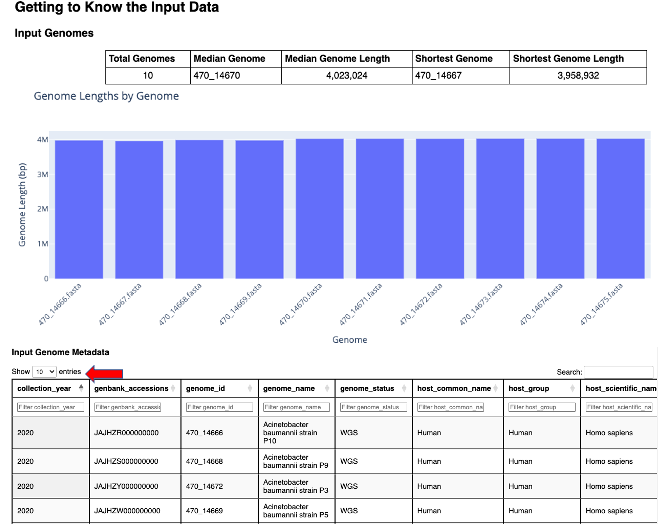 Getting to Know the Input Data
Input Genomes
Total Genomes Median Genome Median Genome Length Shortest Genome Shortest Genome Length
10 470_14670 4,023,024 470_14667 3,958,932
Genome Lengths by Genome
Genome Length (bp)
4M
3M
2M
1M
0
470_14666.fasta 470_14667.fasta 470_14668.fasta 470_14669.fasta 470_14670.fasta 470_14671.fasta 470_14672.fasta 470_14673.fasta 470_14674.fasta 470_14675.fasta
Genome
Input Genome Metadata
Show 10 entries Search:
collection_year genbank_accessions genome_id genome_name genome_status host_common_name host_group host_scientific_nam
Filter collection_year Filter genbank_accessic Filter genome_id Filter genome_name Filter genome_status Filter host_common_na Filter host_group Filter host_scientific_na
2020 JAJHZR000000000 470_14666 Acinetobacter baumannii strain P10 WGS Human Human Homo sapiens
2020 JAJHZS000000000 470_14668 Acinetobacter baumannii strain P9 WGS Human Human Homo sapiens
2020 JAJHZY000000000 470_14672 Acinetobacter baumannii strain P3 WGS Human Human Homo sapiens
2020 JAJHZW000000000 470_14669 Acinetobacter baumannii strain P5 WGS Human Human Homo sapiens